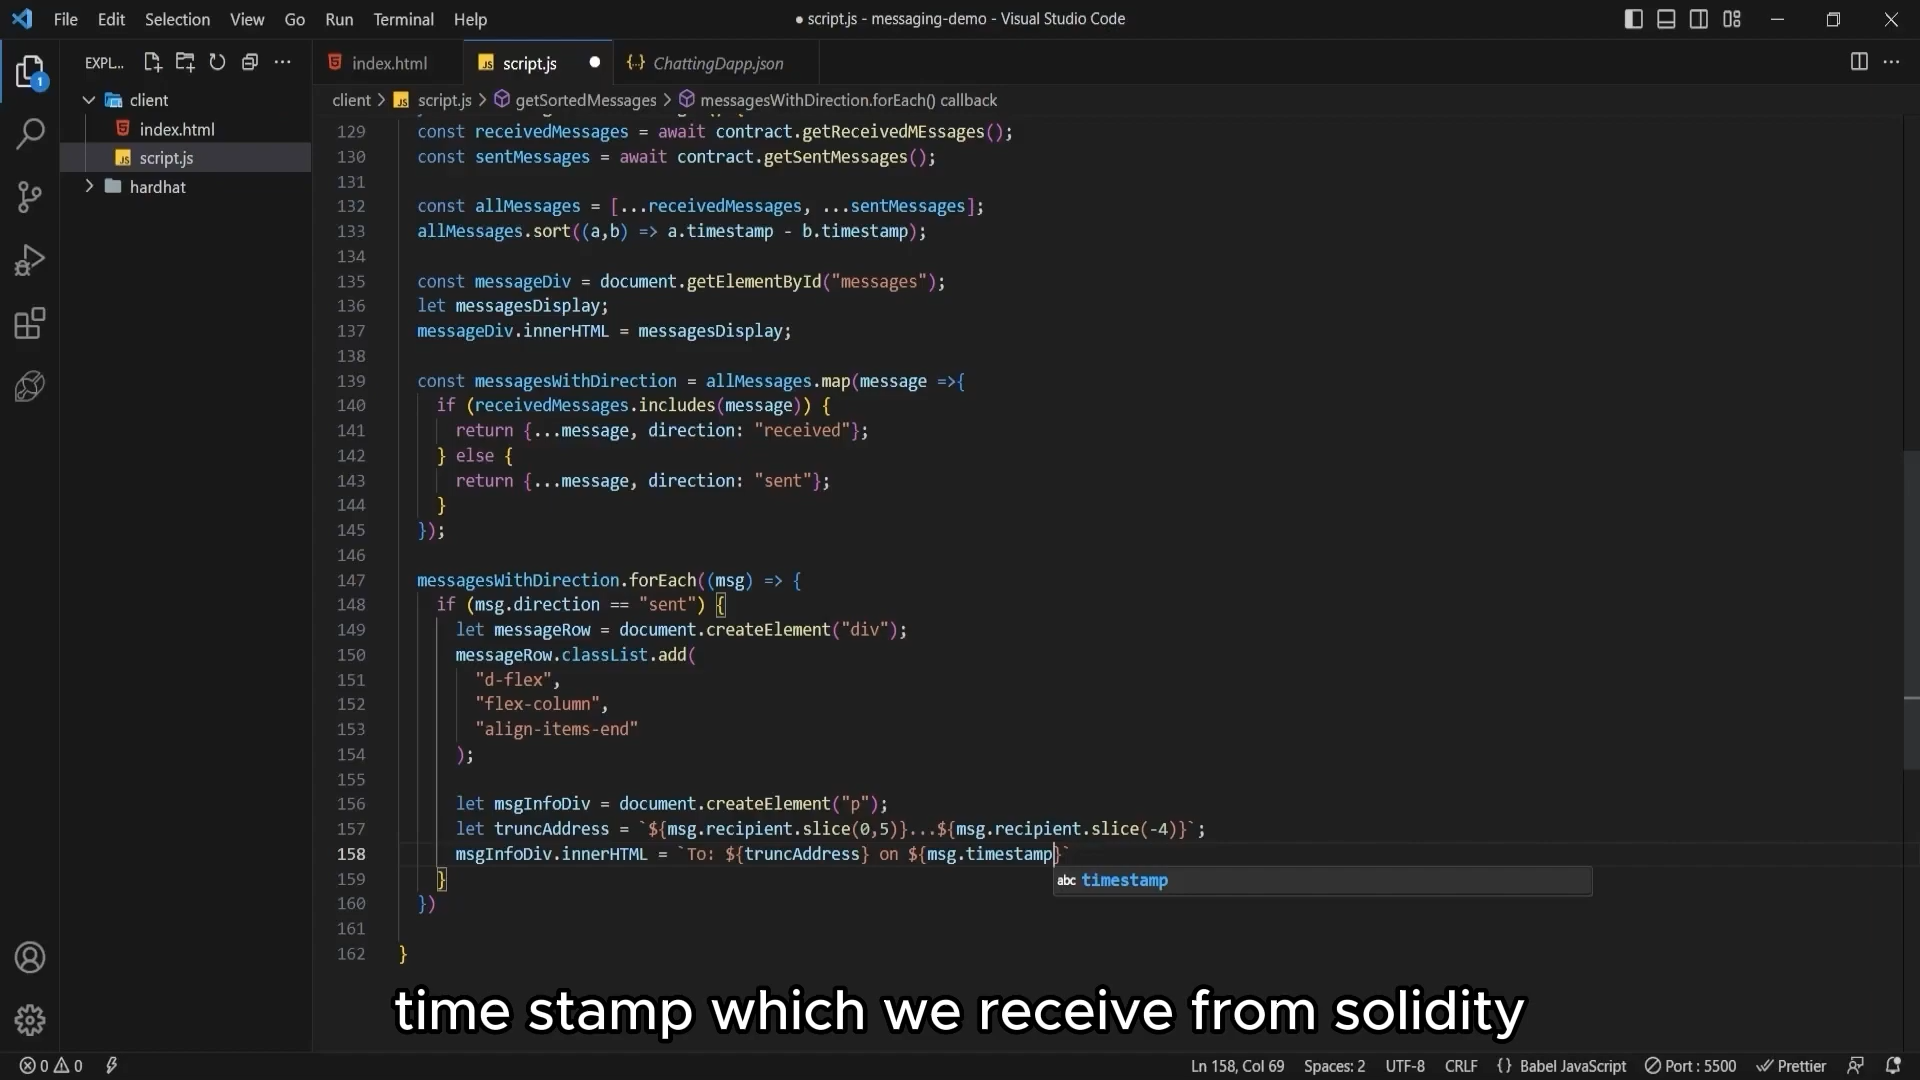 File Edit Selection View Go Run Terminal Help
● script.js - messaging-demo - Visual Studio Code
EXPL...
index.html
script.js
ChattingDapp.json
client
index.html
script.js
hardhat
1
client > script.js > getSortedMessages > messagesWithDirection.forEach() callback
129 const receivedMessages = await contract.getReceivedMEssages();
130 const sentMessages = await contract.getSentMessages();
131
132 const allMessages = [...receivedMessages, ...sentMessages];
133 allMessages.sort((a,b) => a.timestamp - b.timestamp);
134
135 const messageDiv = document.getElementById("messages");
136 let messagesDisplay;
137 messageDiv.innerHTML = messagesDisplay;
138
139 const messagesWithDirection = allMessages.map(message =>{
140 if (receivedMessages.includes(message)) {
141 return {...message, direction: "received"};
142 } else {
143 return {...message, direction: "sent"};
144 }
145 });
146
147 messagesWithDirection.forEach((msg) => {
148 if (msg.direction == "sent") {
149 let messageRow = document.createElement("div");
150 messageRow.classList.add(
151 "d-flex",
152 "flex-column",
153 "align-items-end"
154 );
155
156 let msgInfoDiv = document.createElement("p");
157 let truncAddress = `${msg.recipient.slice(0,5)}...${msg.recipient.slice(-4)}`;
158 msgInfoDiv.innerHTML = `To: ${truncAddress} on ${msg.timestamp}`
abc timestamp
159 }
160 })
161
162 }
time stamp which we receive from solidity
0 0
Ln 158, Col 69 Spaces: 2 UTF-8 CRLF {} Babel JavaScript Port : 5500 Prettier